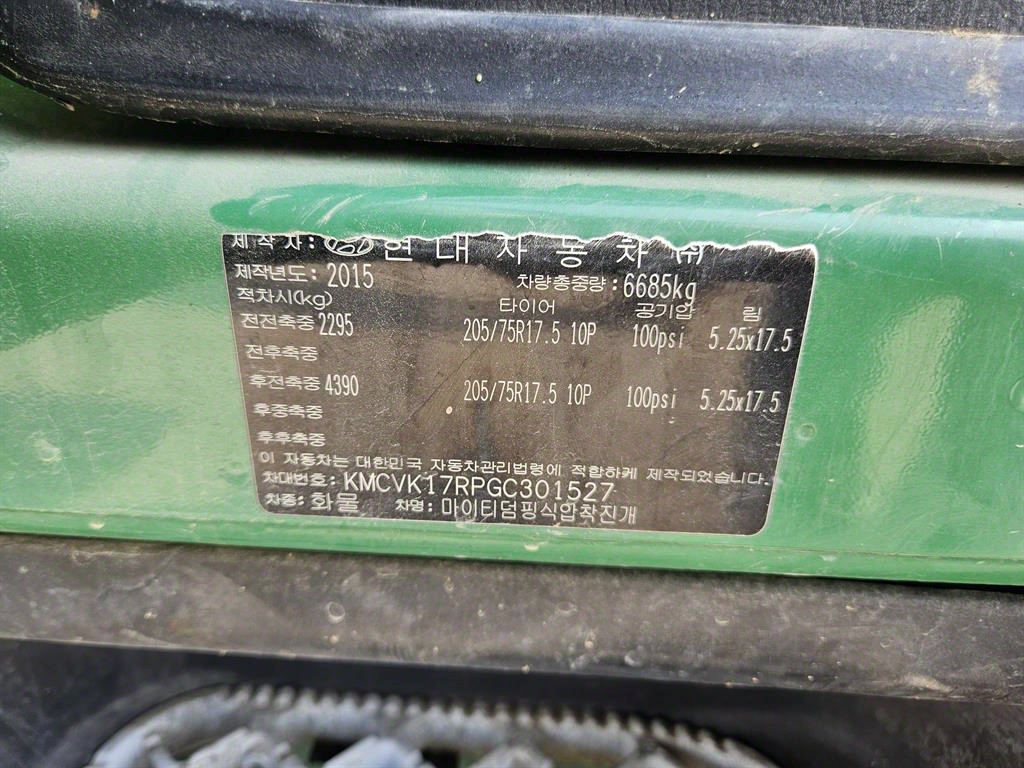 제작자: 현대자동차㈜
제작년도: 2015 차량총중량: 6685kg
적차시(kg) 타이어 공기압 림
전전축중 2295 205/75R17.5 10P 100psi 5.25x17.5
전후축중
후전축중 4390 205/75R17.5 10P 100psi 5.25x17.5
후중축중
후후축중
이 자동차는 대한민국 자동차관리법령에 적합하게 제작되었습니다.
차대번호: KMCVK17RPGC301527
차종: 화물 차명: 마이티덤핑식압착진개